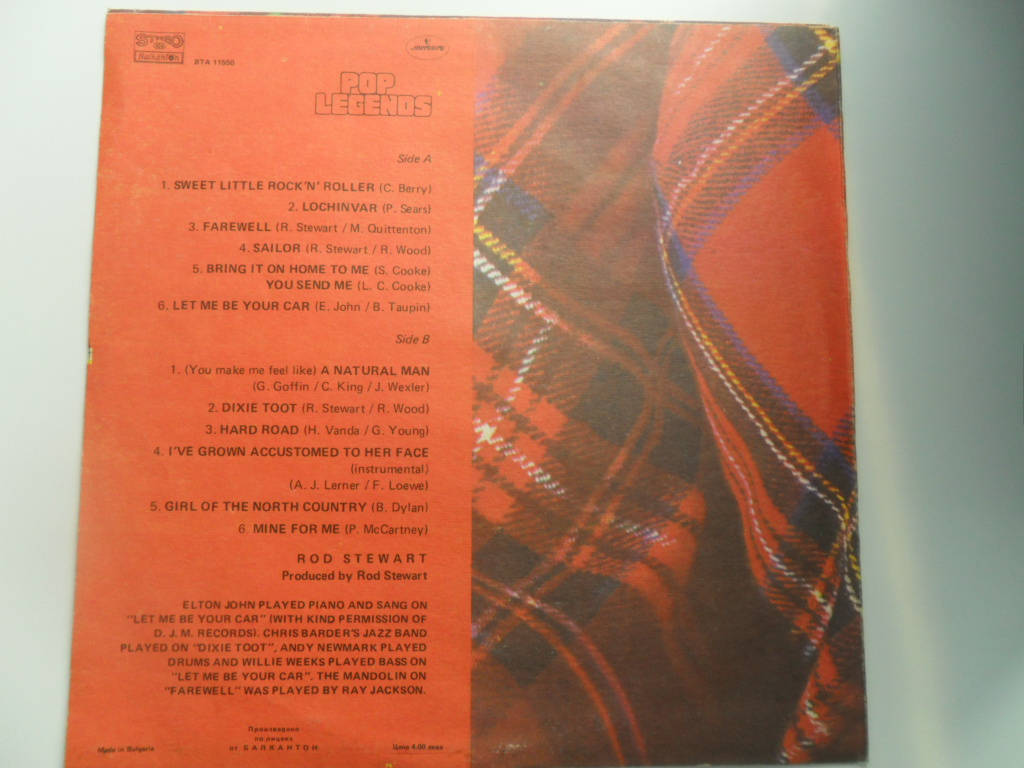 STEREO
Balkanton
BTA 11550
mercury
POP
LEGENDS
Side A
1. SWEET LITTLE ROCK'N' ROLLER (C. Berry)
2. LOCHINVAR (P. Sears)
3. FAREWELL (R. Stewart / M. Quittenton)
4. SAILOR (R. Stewart / R. Wood)
5. BRING IT ON HOME TO ME (S. Cooke)
YOU SEND ME (L. C. Cooke)
6. LET ME BE YOUR CAR (E. John / B. Taupin)
Side B
1. (You make me feel like) A NATURAL MAN
(G. Goffin / C. King / J. Wexler)
2. DIXIE TOOT (R. Stewart / R. Wood)
3. HARD ROAD (H. Vanda / G. Young)
4. I'VE GROWN ACCUSTOMED TO HER FACE
(instrumental)
(A. J. Lerner / F. Loewe)
5. GIRL OF THE NORTH COUNTRY (B. Dylan)
6. MINE FOR ME (P. McCartney)
ROD STEWART
Produced by Rod Stewart
ELTON JOHN PLAYED PIANO AND SANG ON
"LET ME BE YOUR CAR" (WITH KIND PERMISSION OF
D. J. M. RECORDS). CHRIS BARDER'S JAZZ BAND
PLAYED ON "DIXIE TOOT", ANDY NEWMARK PLAYED
DRUMS AND WILLIE WEEKS PLAYED BASS ON
"LET ME BE YOUR CAR". THE MANDOLIN ON
"FAREWELL" WAS PLAYED BY RAY JACKSON.
Произведено
по лиценз
от БАЛКАНТОН
Made in Bulgaria
Цена 4.00 лева